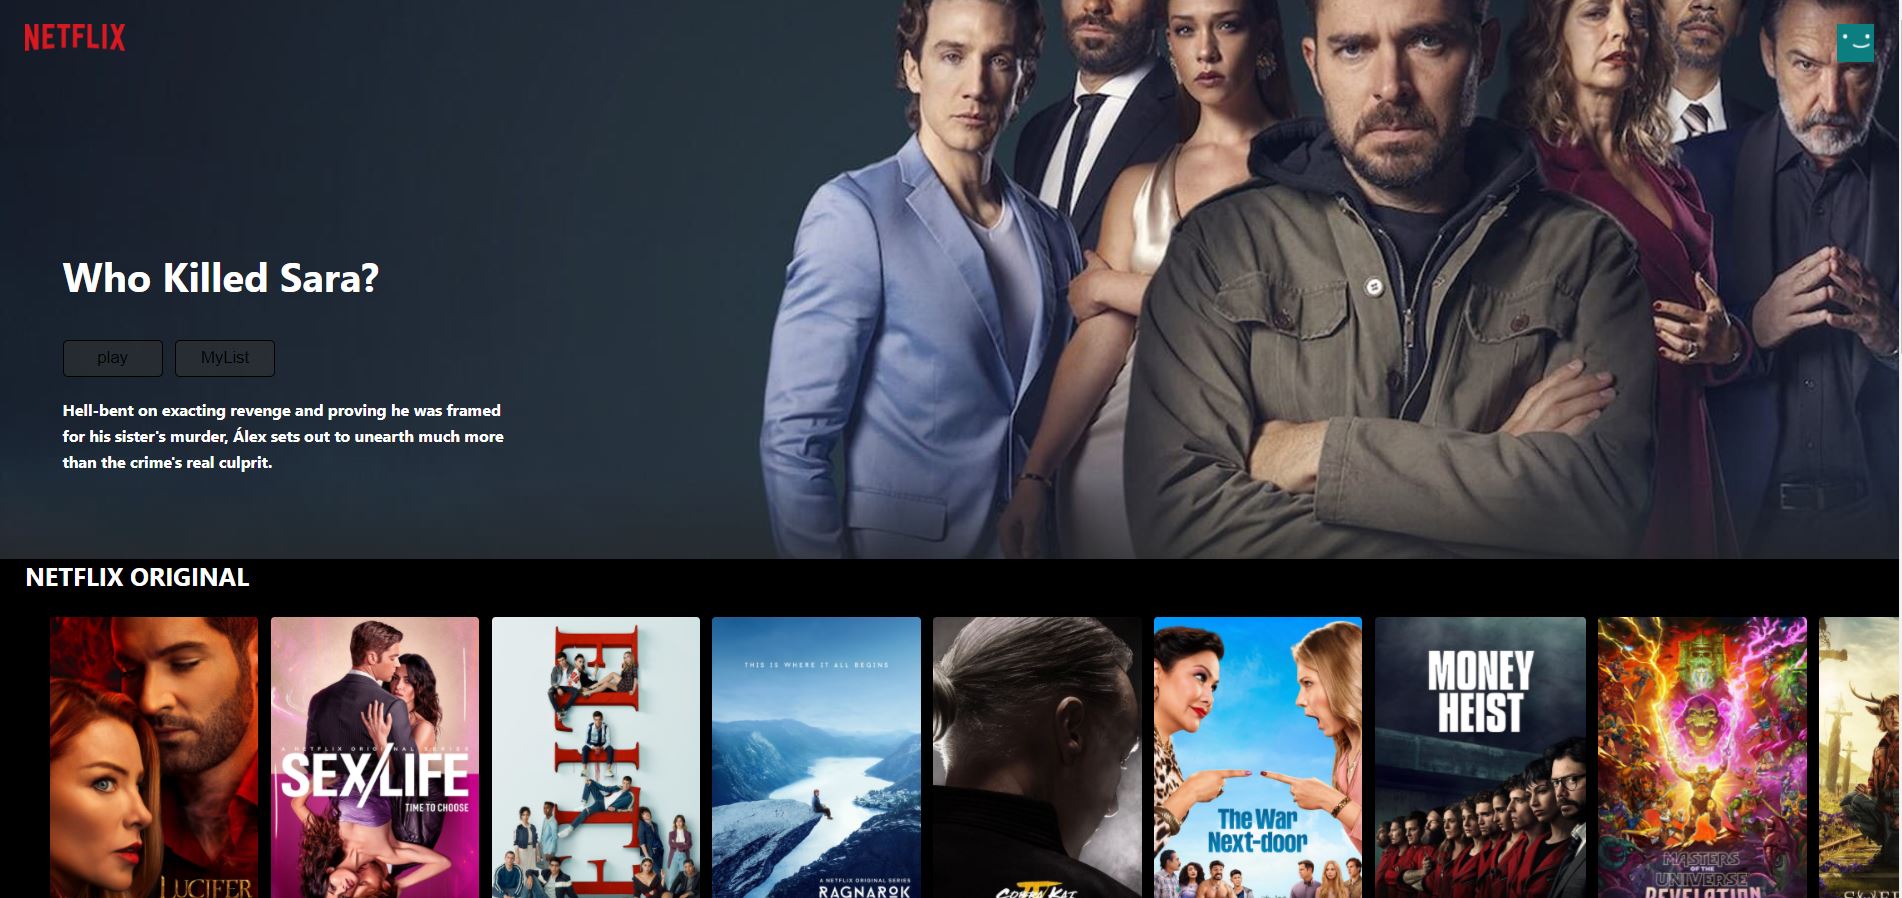 NETFLIX
Who Killed Sara?
play
MyList
Hell-bent on exacting revenge and proving he was framed
for his sister's murder, Álex sets out to unearth much more
than the crime's real culprit.
NETFLIX ORIGINAL
LUCIFER
A NETFLIX ORIGINAL SERIES
SEX/LIFE
TIME TO CHOOSE
THIS IS WHERE IT ALL BEGINS
A NETFLIX ORIGINAL SERIES
RAGNARØK
COBRA KAI
The War
Next-door
MONEY
HEIST
MASTERS
OF THE
UNIVERSE
REVELATION